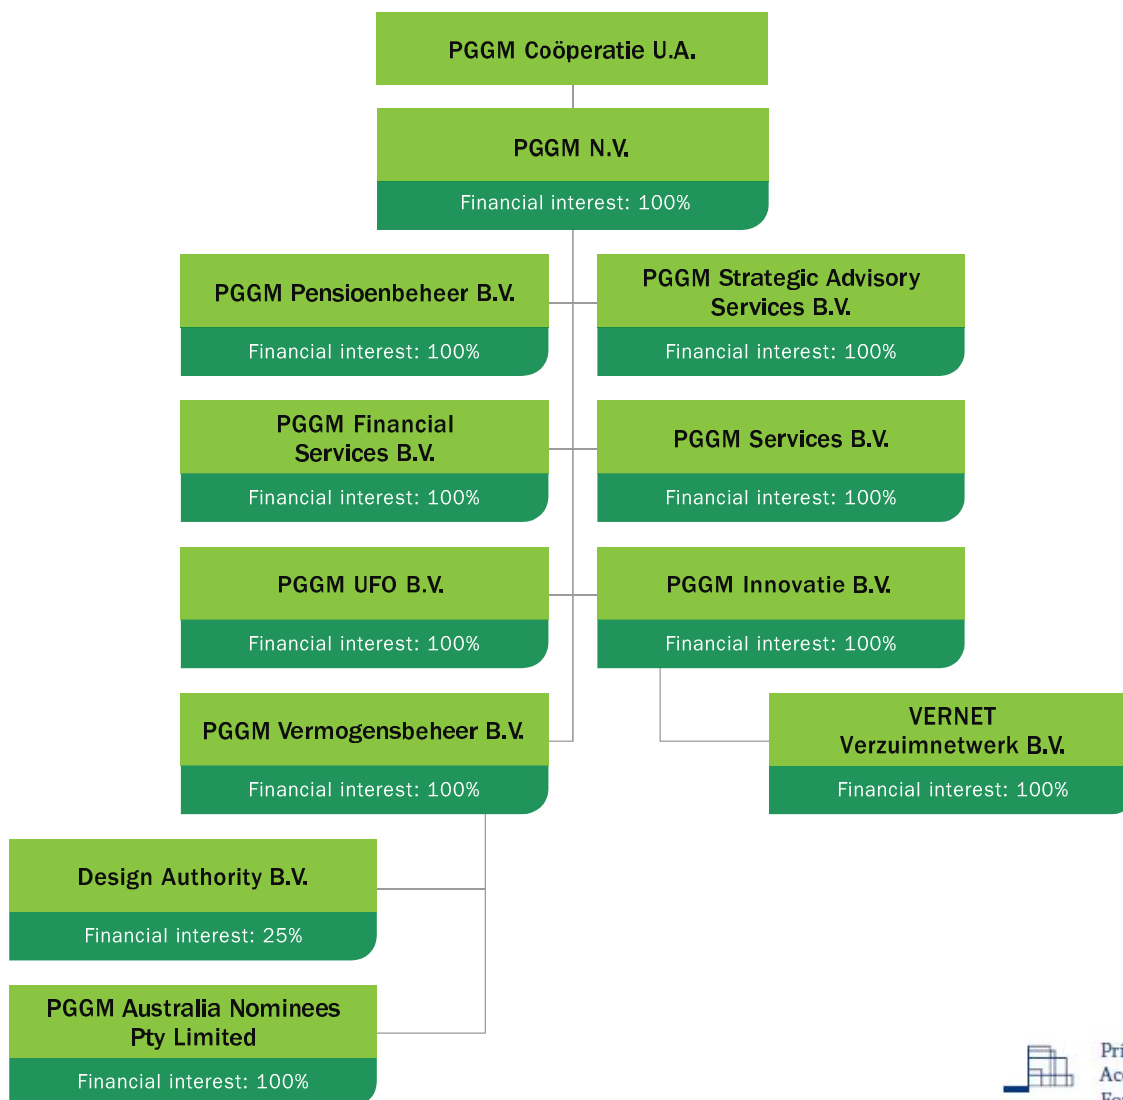 PGGM Coöperatie U.A.
PGGM N.V.
Financial interest: 100%
PGGM Pensioenbeheer B.V.
Financial interest: 100%
PGGM Strategic Advisory
Services B.V.
Financial interest: 100%
PGGM Financial
Services B.V.
Financial interest: 100%
PGGM Services B.V.
Financial interest: 100%
PGGM UFO B.V.
Financial interest: 100%
PGGM Innovatie B.V.
Financial interest: 100%
PGGM Vermogensbeheer B.V.
Financial interest: 100%
VERNET
Verzuimnetwerk B.V.
Financial interest: 100%
Design Authority B.V.
Financial interest: 25%
PGGM Australia Nominees
Pty Limited
Financial interest: 100%